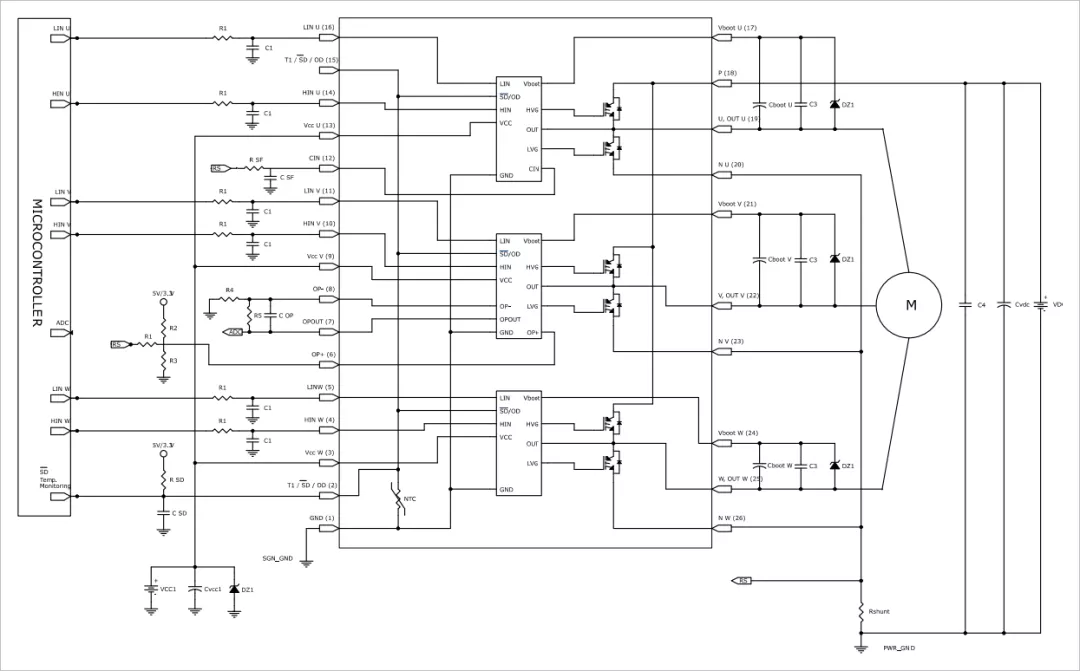 LIN U
R1
C1
LIN U (16)
T1 / SD / OD (15)
HIN U
R1
C1
HIN U (14)
Vcc U (13)
RS
R SF
C SF
CIN (12)
LIN V
R1
C1
LIN V (11)
HIN V
R1
C1
HIN V (10)
Vcc V (9)
MICROCONTROLLER
R4
OP- (8)
R5
C OP
5V/3.3V
ADC
OPOUT (7)
ADC
R2
RS
R1
R3
OP+ (6)
LIN W
R1
C1
LINW (5)
HIN W
R1
C1
HIN W (4)
5V/3.3V
Vcc W (3)
SD
Temp.
Monitoring
R SD
C SD
T1 / SD / OD (2)
NTC
GND (1)
SGN_GND
VCC1
Cvcc1
DZ1
LIN
Vboot
SD/OD
HIN
HVG
VCC
OUT
LVG
CIN
GND
LIN
Vboot
SD/OD
HIN
HVG
VCC
OUT
OP-
LVG
OPOUT
GND
OP+
LIN
Vboot
SD/OD
HIN
HVG
VCC
OUT
LVG
GND
Vboot U (17)
P (18)
Cboot U
C3
DZ1
U, OUT U (19)
N U (20)
Vboot V (21)
Cboot V
C3
DZ1
V, OUT V (22)
N V (23)
M
C4
Cvdc
+
-
Vboot W (24)
Cboot W
C3
DZ1
W, OUT W (25)
N W (26)
RS
Rshunt
PWR_GND